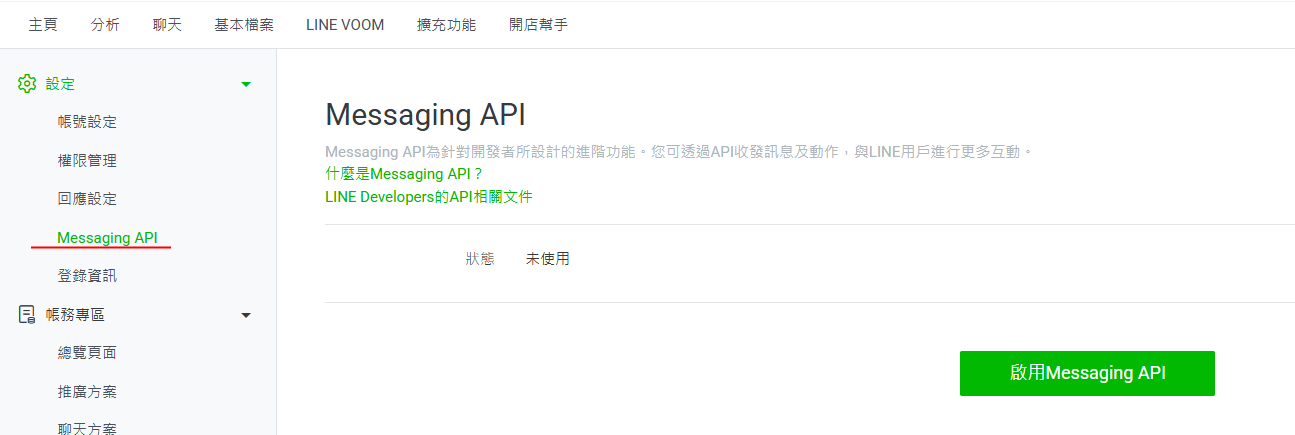 主頁 分析 聊天 基本檔案 LINE VOOM 擴充功能 開店幫手
設定
帳號設定
權限管理
回應設定
Messaging API
登錄資訊
帳務專區
總覽頁面
推廣方案
聊天方案
Messaging API
Messaging API為針對開發者所設計的進階功能。您可透過API收發訊息及動作，與LINE用戶進行更多互動。
什麼是Messaging API？
LINE Developers的API相關文件
狀態 未使用
啟用Messaging API